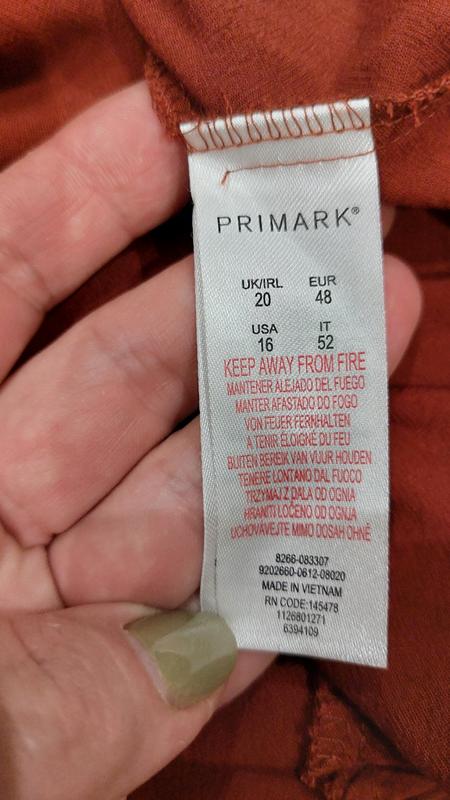 PRIMARK®
UK/IRL EUR
20 48
USA IT
16 52
KEEP AWAY FROM FIRE
MANTENER ALEJADO DEL FUEGO
MANTER AFASTADO DO FOGO
VON FEUER FERNHALTEN
À TENIR ÉLOIGNÉ DU FEU
BUITEN BEREIK VAN VUUR HOUDEN
TENERE LONTANO DAL FUOCO
TRZYMAJ Z DALA OD OGNIA
HRANITI LOČENO OD OGNJA
UCHOVÁVEJTE MIMO DOSAH OHNĚ
8266-083307
9202660-0612-08020
MADE IN VIETNAM
RN CODE:145478
1126801271
6394109